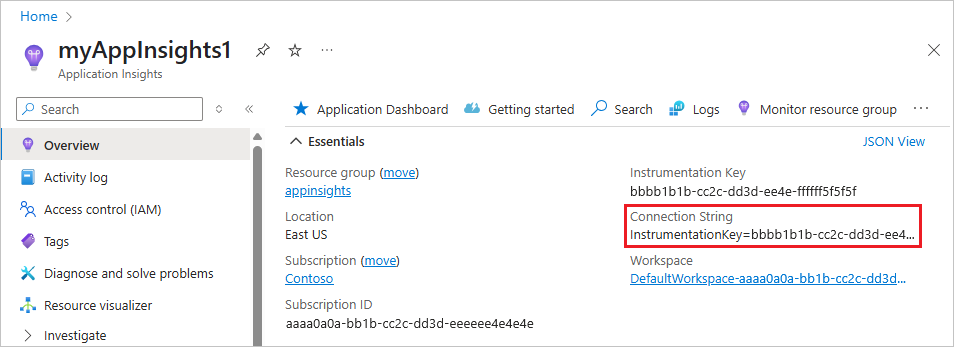 Home
myAppInsights1
Application Insights
Search
Overview
Activity log
Access control (IAM)
Tags
Diagnose and solve problems
Resource visualizer
Investigate
Application Dashboard Getting started Search Logs Monitor resource group
Essentials
JSON View
Resource group (move)
appinsights
Location
East US
Subscription (move)
Contoso
Subscription ID
aaaa0a0a-bb1b-cc2c-dd3d-eeeeee4e4e4e
Instrumentation Key
bbbb1b1b-cc2c-dd3d-ee4e-ffffff5f5f5f
Connection String
InstrumentationKey=bbbb1b1b-cc2c-dd3d-ee4...
Workspace
DefaultWorkspace-aaaa0a0a-bb1b-cc2c-dd3d...